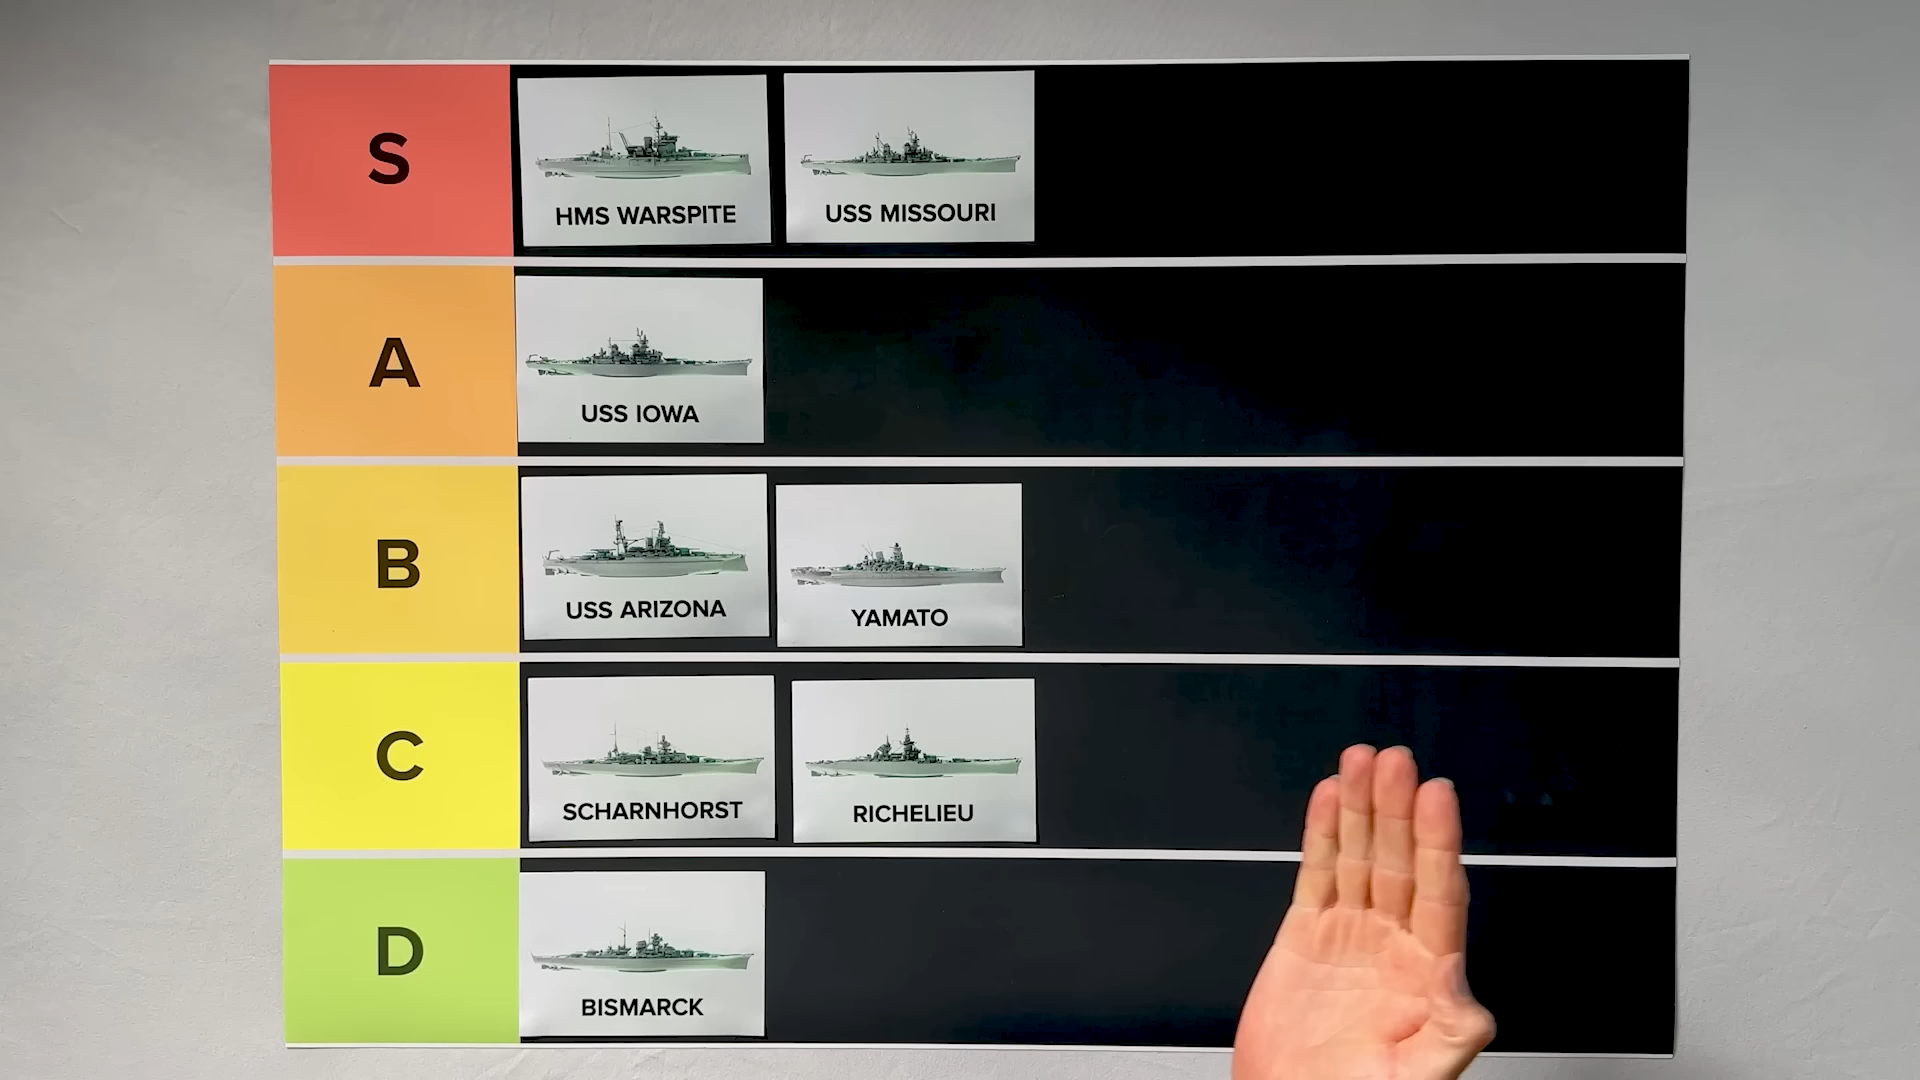 S
HMS WARSPITE
USS MISSOURI
A
USS IOWA
B
USS ARIZONA
YAMATO
C
SCHARNHORST
RICHELIEU
D
BISMARCK